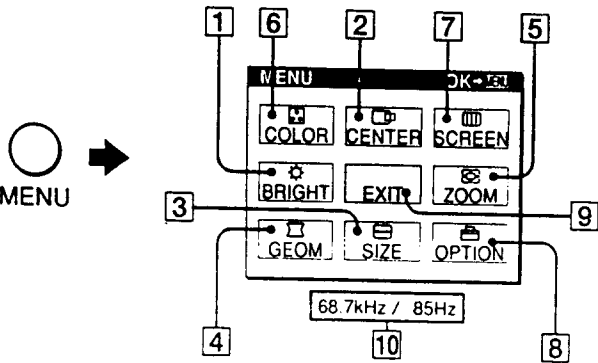 1 6 2 7 5
MENU OK→MENU
COLOR CENTER SCREEN
MENU
BRIGHT EXIT ZOOM
3 9
GEOM SIZE OPTION
68.7kHz / 85Hz
4 10 8